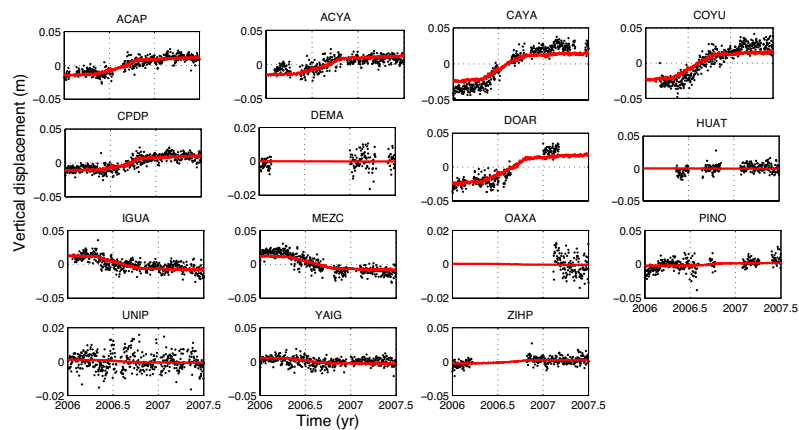 ACAP ACYA CAYA COYU
0.05 0.05 0.05 0.05
0 0 0 0
−0.05 −0.05 −0.05 −0.05
CPDP DEMA DOAR HUAT
0.05 0.02 0.05 0.05
0 0 0 0
−0.05 −0.02 −0.05 −0.05
IGUA MEZC OAXA PINO
0.05 0.05 0.02 0.05
0 0 0 0
−0.05 −0.05 −0.02 −0.05
2006 2006.5 2007 2007.5
UNIP YAIG ZIHP
0.02 0.05 0.05
0 0 0
−0.02 −0.05 −0.05
2006 2006.5 2007 2007.5 2006 2006.5 2007 2007.5 2006 2006.5 2007 2007.5
Vertical displacement (m)
Time (yr)